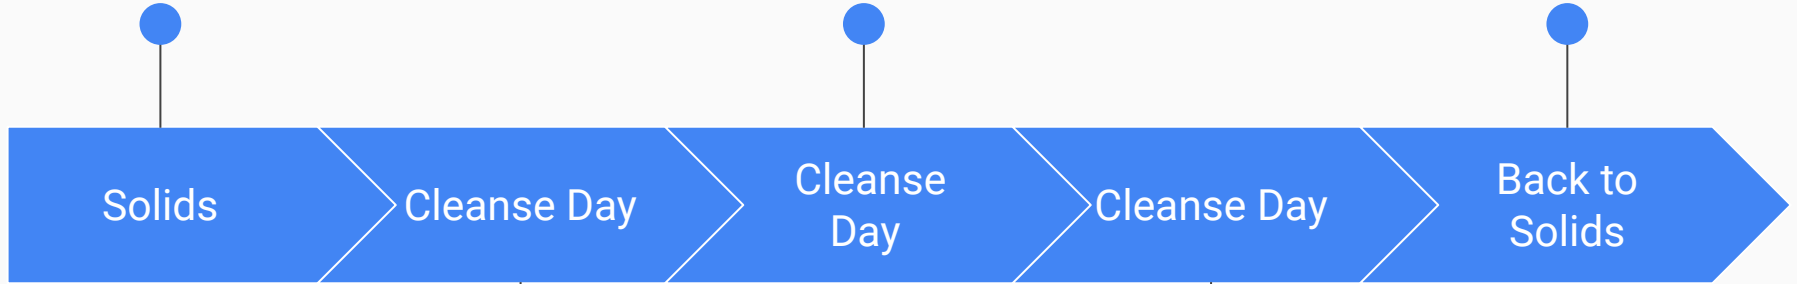 Solids
Cleanse Day
Cleanse
Day
Cleanse Day
Back to
Solids